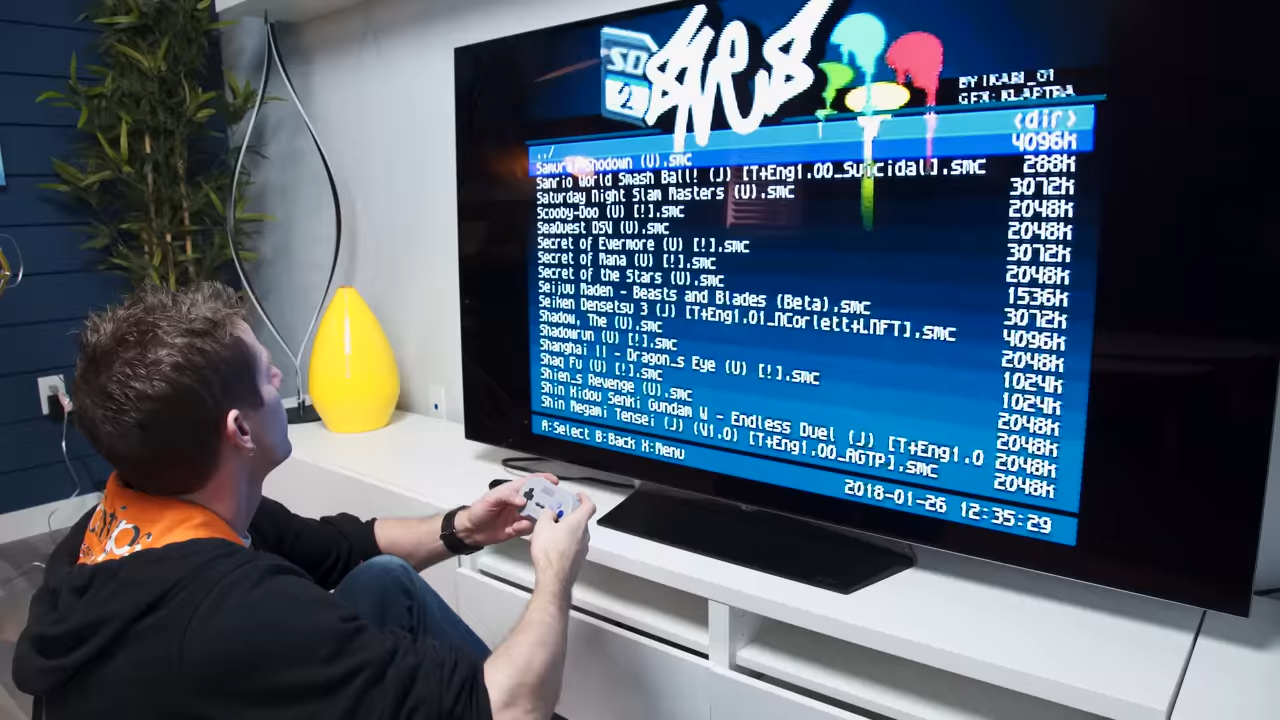 SD
2
SNES
BY IKARI_01
GFX: KLAPTRA
../ <dir>
Samurai Shodown (U).smc 4096k
Sanrio World Smash Ball! (J) [T+Eng1.00_Suicidal].smc 288k
Saturday Night Slam Masters (U).smc 3072k
Scooby-Doo (U) [!].smc 2048k
SeaQuest DSV (U).smc 2048k
Secret of Evermore (U) [!].smc 3072k
Secret of Mana (U) [!].smc 2048k
Secret of the Stars (U).smc 1536k
Seijuu Maden - Beasts and Blades (Beta).smc 3072k
Seiken Densetsu 3 (J) [T+Eng1.01_NCorlett+LNFT].smc 4096k
Shadow, The (U).smc 2048k
Shadowrun (U) [!].smc 1024k
Shanghai II - Dragon_s Eye (U) [!].smc 1024k
Shaq Fu (U) [!].smc 2048k
Shien_s Revenge (U).smc 2048k
Shin Kidou Senki Gundam W - Endless Duel (J) [T+Eng1.0 2048k
Shin Megami Tensei (J) (V1.0) [T+Eng1.00_AGTP].smc 2048k
A:Select B:Back X:Menu
2018-01-26 12:35:29